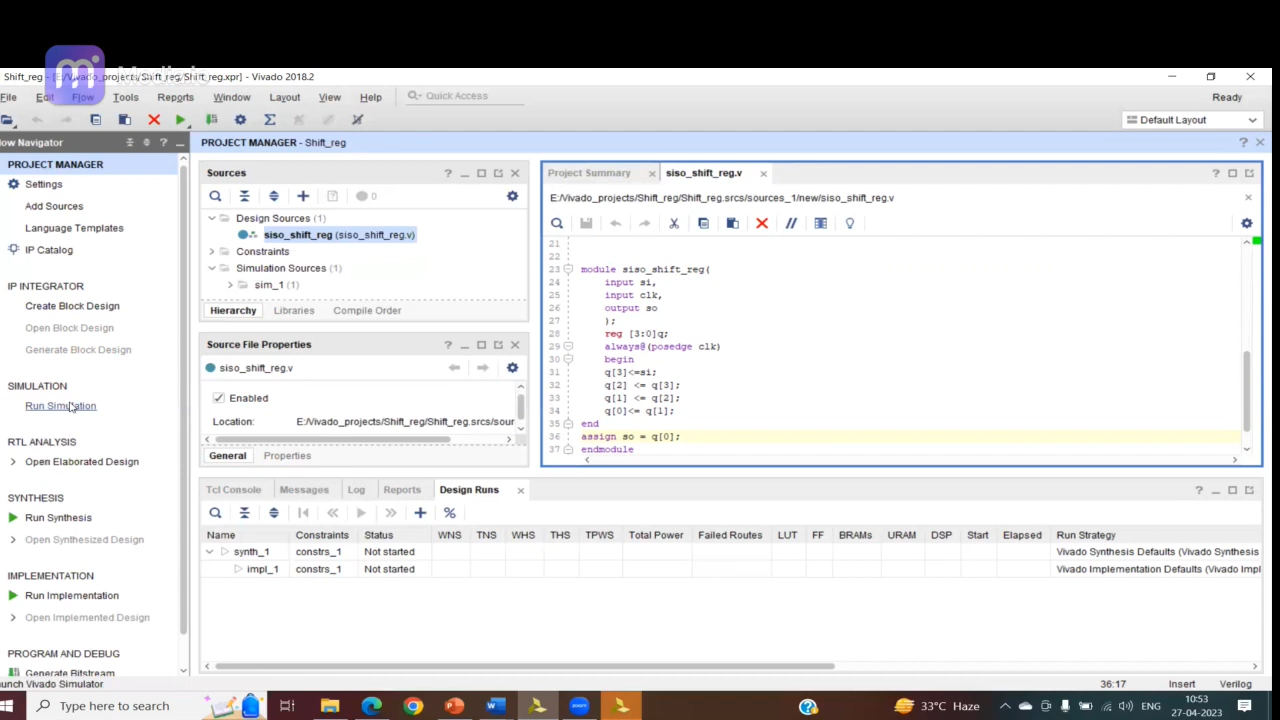 Shift_reg - [E:/Vivado_projects/Shift_reg/Shift_reg.xpr] - Vivado 2018.2
File Edit Flow Tools Reports Window Layout View Help Quick Access Ready
Default Layout
ow Navigator
PROJECT MANAGER - Shift_reg
PROJECT MANAGER
Settings
Add Sources
Language Templates
IP Catalog
IP INTEGRATOR
Create Block Design
Open Block Design
Generate Block Design
SIMULATION
Run Simulation
RTL ANALYSIS
Open Elaborated Design
SYNTHESIS
Run Synthesis
Open Synthesized Design
IMPLEMENTATION
Run Implementation
Open Implemented Design
PROGRAM AND DEBUG
Generate Bitstream
Sources
0
Design Sources (1)
siso_shift_reg (siso_shift_reg.v)
Constraints
Simulation Sources (1)
sim_1 (1)
Hierarchy Libraries Compile Order
Source File Properties
siso_shift_reg.v
Enabled
Location: E:/Vivado_projects/Shift_reg/Shift_reg.srcs/sour
General Properties
Project Summary siso_shift_reg.v
E:/Vivado_projects/Shift_reg/Shift_reg.srcs/sources_1/new/siso_shift_reg.v
21
22
23 module siso_shift_reg(
24 input si,
25 input clk,
26 output so
27 );
28 reg [3:0]q;
29 always@(posedge clk)
30 begin
31 q[3]<=si;
32 q[2] <= q[3];
33 q[1] <= q[2];
34 q[0]<= q[1];
35 end
36 assign so = q[0];
37 endmodule
Tcl Console Messages Log Reports Design Runs
Name Constraints Status WNS TNS WHS THS TPWS Total Power Failed Routes LUT FF BRAMs URAM DSP Start Elapsed Run Strategy
synth_1 constrs_1 Not started Vivado Synthesis Defaults (Vivado Synthesis
impl_1 constrs_1 Not started Vivado Implementation Defaults (Vivado Impl
unch Vivado Simulator 36:17 Insert Verilog
Type here to search 33°C Haze ENG 10:53
27-04-2023